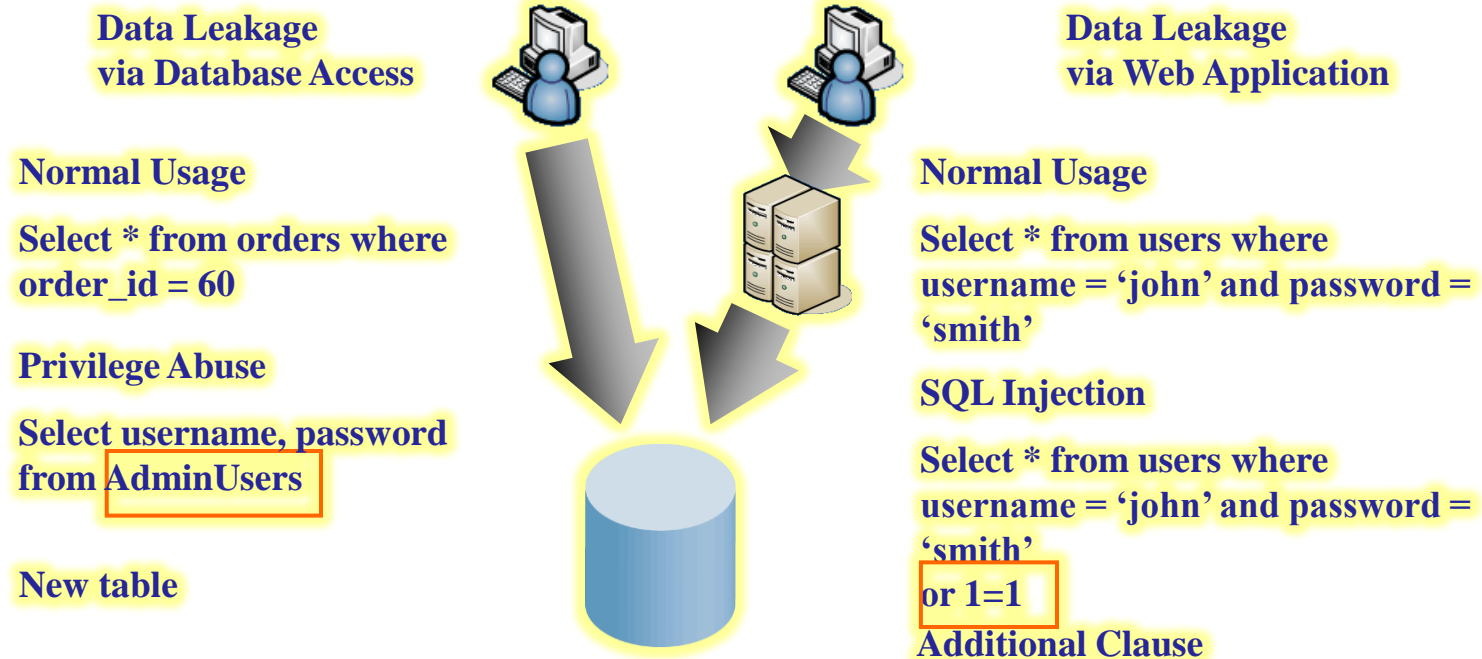 Data Leakage
via Database Access
Normal Usage
Select * from orders where
order_id = 60
Privilege Abuse
Select username, password
from AdminUsers
New table
Data Leakage
via Web Application
Normal Usage
Select * from users where
username = ‘john’ and password =
‘smith’
SQL Injection
Select * from users where
username = ‘john’ and password =
‘smith’
or 1=1
Additional Clause